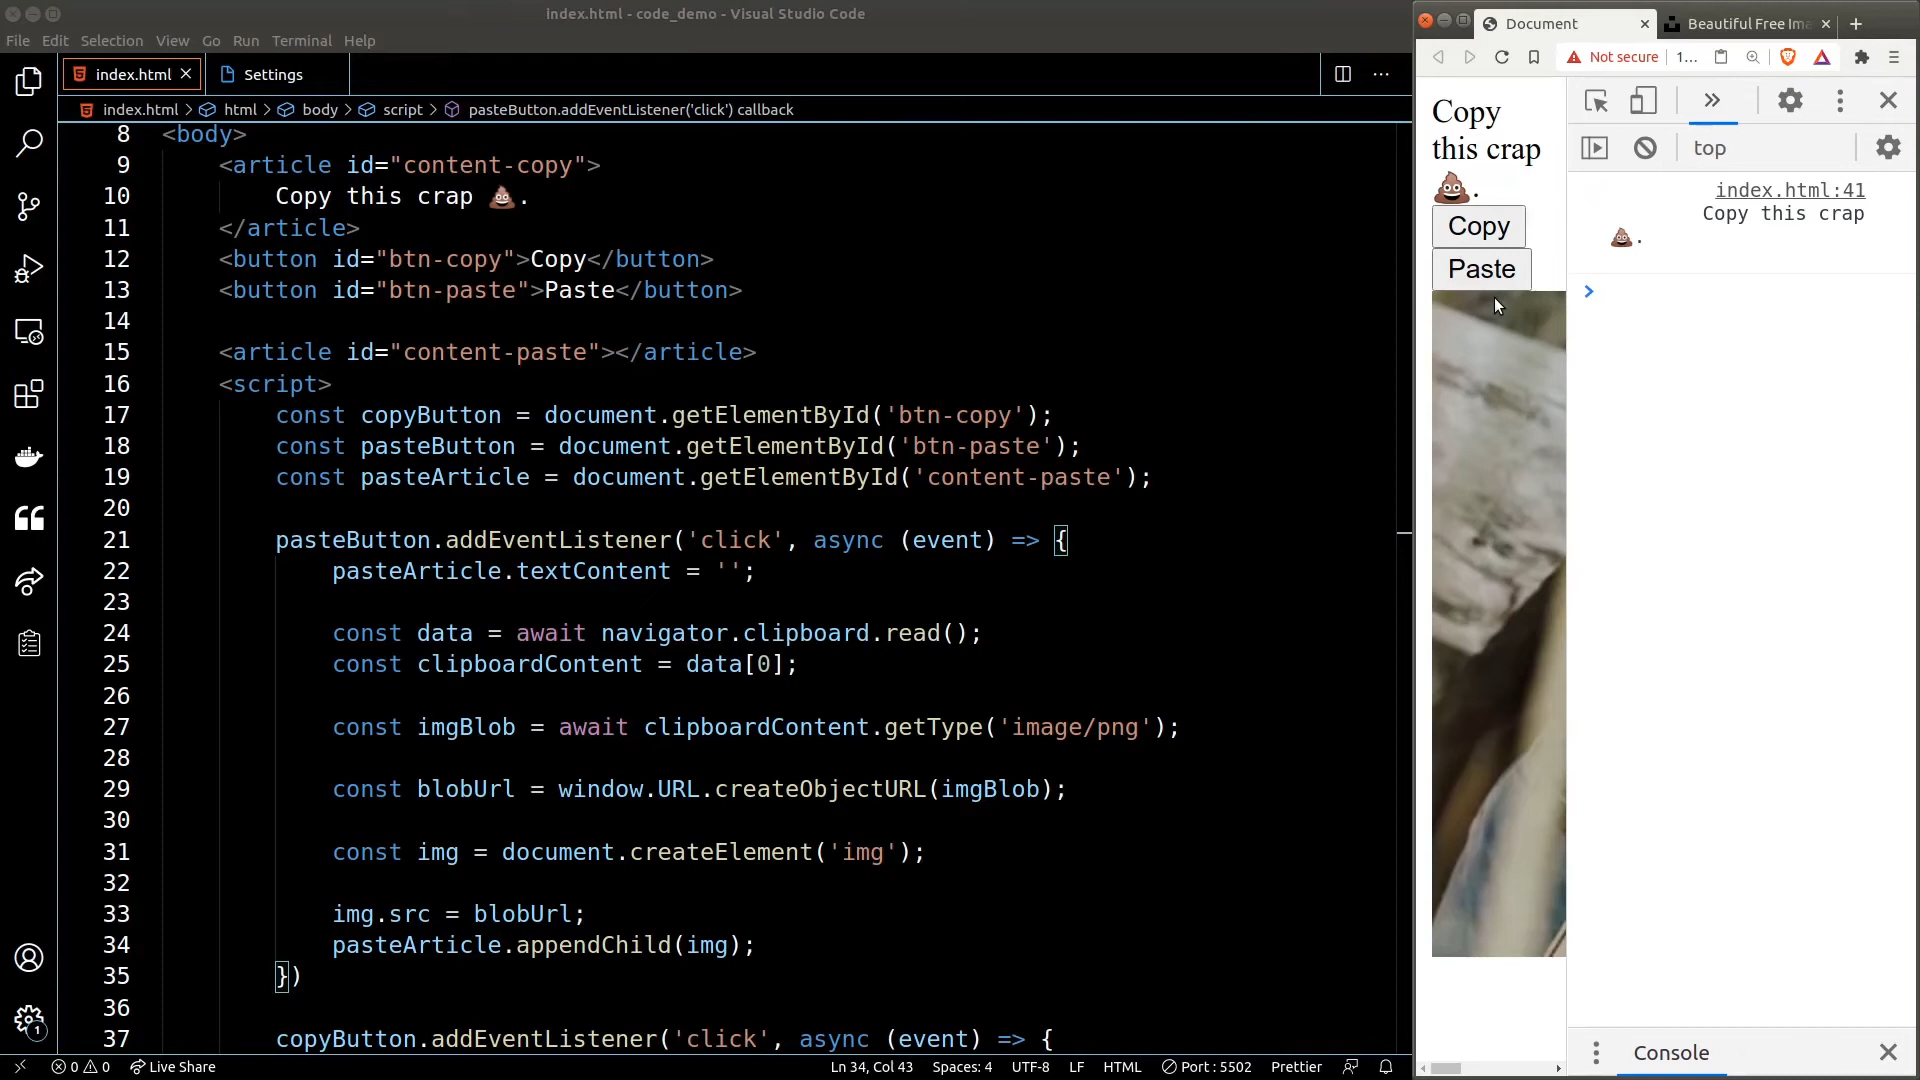 index.html - code_demo - Visual Studio Code
File Edit Selection View Go Run Terminal Help
index.html Settings
index.html > html > body > script > pasteButton.addEventListener('click') callback
8 <body>
9 <article id="content-copy">
10 Copy this crap 💩.
11 </article>
12 <button id="btn-copy">Copy</button>
13 <button id="btn-paste">Paste</button>
14
15 <article id="content-paste"></article>
16 <script>
17 const copyButton = document.getElementById('btn-copy');
18 const pasteButton = document.getElementById('btn-paste');
19 const pasteArticle = document.getElementById('content-paste');
20
21 pasteButton.addEventListener('click', async (event) => {
22 pasteArticle.textContent = '';
23
24 const data = await navigator.clipboard.read();
25 const clipboardContent = data[0];
26
27 const imgBlob = await clipboardContent.getType('image/png');
28
29 const blobUrl = window.URL.createObjectURL(imgBlob);
30
31 const img = document.createElement('img');
32
33 img.src = blobUrl;
34 pasteArticle.appendChild(img);
35 })
36
37 copyButton.addEventListener('click', async (event) => {
1
0 0 Live Share Ln 34, Col 43 Spaces: 4 UTF-8 LF HTML Port : 5502 Prettier
Document Beautiful Free Ima
Not secure 1...
Copy
this crap
💩.
Copy
Paste
top
index.html:41
Copy this crap
💩.
Console